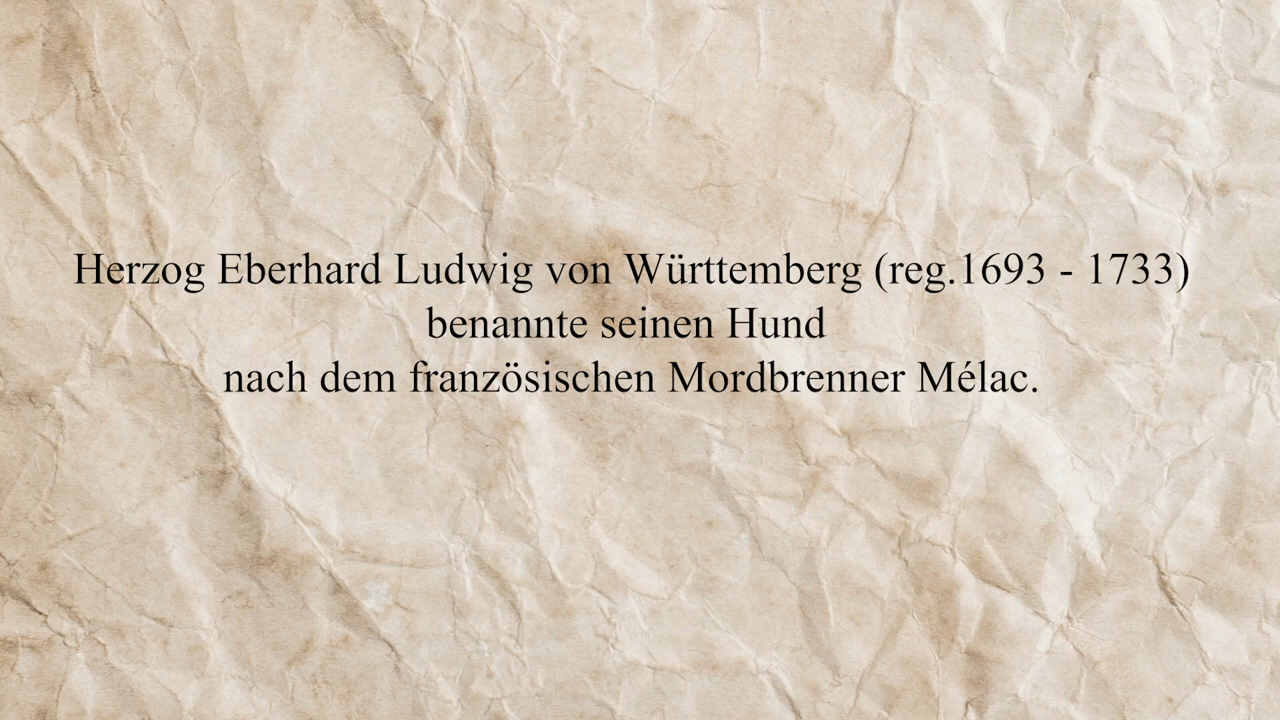 Herzog Eberhard Ludwig von Württemberg (reg.1693 - 1733)
benannte seinen Hund
nach dem französischen Mordbrenner Mélac.